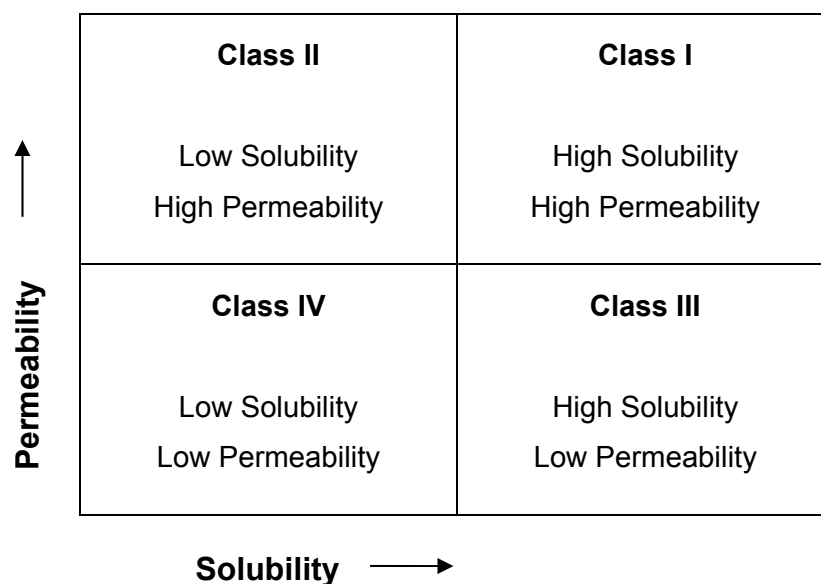 Class II
Low Solubility
High Permeability
Class I
High Solubility
High Permeability
Class IV
Low Solubility
Low Permeability
Class III
High Solubility
Low Permeability
Permeability
Solubility